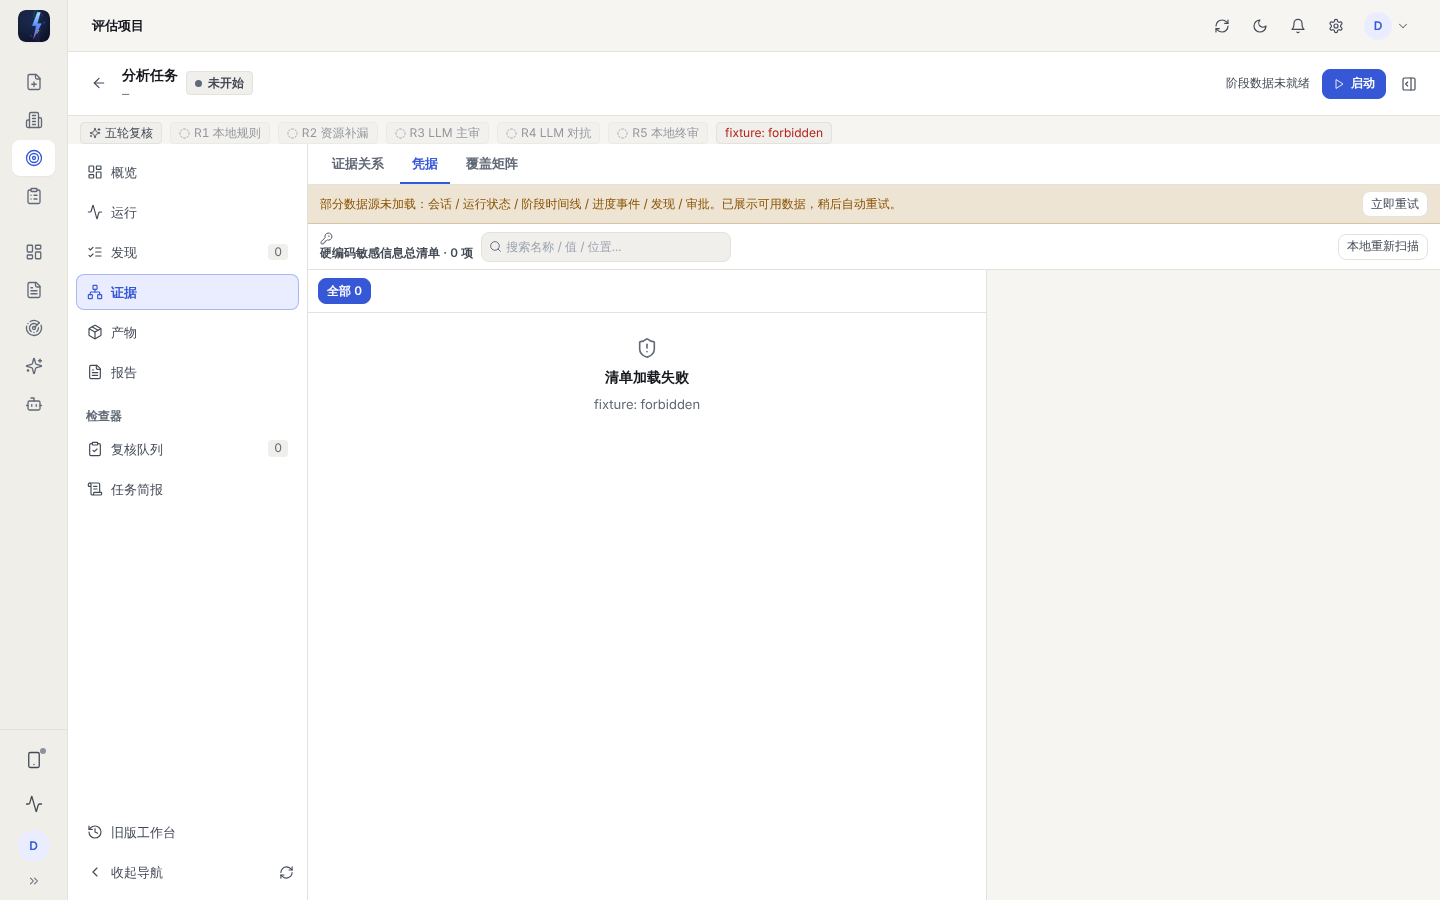 评估项目
D
分析任务
—
未开始
阶段数据未就绪
启动
五轮复核
R1 本地规则
R2 资源补漏
R3 LLM 主审
R4 LLM 对抗
R5 本地终审
fixture: forbidden
概览
运行
发现
0
证据
产物
报告
检查器
复核队列
0
任务简报
旧版工作台
收起导航
D
证据关系
凭据
覆盖矩阵
部分数据源未加载：会话 / 运行状态 / 阶段时间线 / 进度事件 / 发现 / 审批。已展示可用数据，稍后自动重试。
立即重试
硬编码敏感信息总清单 · 0 项
搜索名称 / 值 / 位置...
本地重新扫描
全部 0
清单加载失败
fixture: forbidden